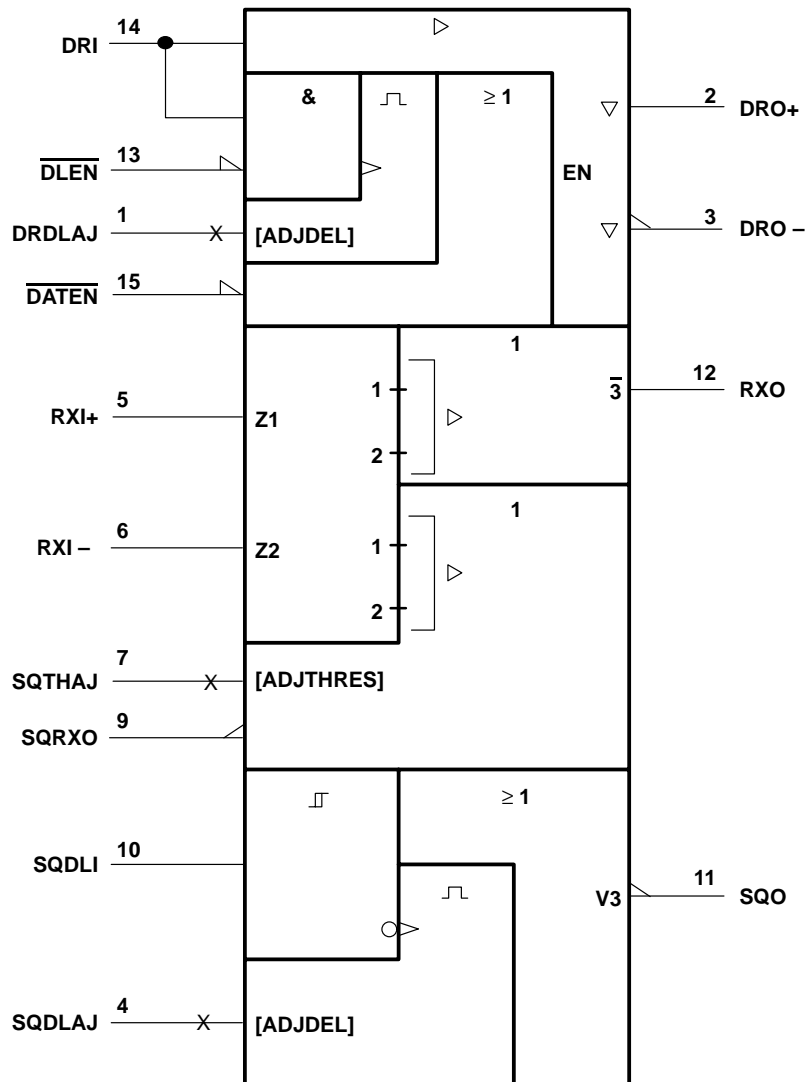 14
DRI
&
≥ 1
2
DRO+
13
D̅L̅E̅N̅
EN
1
DRDLAJ
X
[ADJDEL]
3
DRO –
15
D̅A̅T̅E̅N̅
1
5
RXI+
Z1
1
2
3̅
12
RXO
1
6
RXI –
Z2
1
2
7
SQTHAJ
X
[ADJTHRES]
9
SQRXO
≥ 1
10
SQDLI
V3
11
SQO
4
SQDLAJ
X
[ADJDEL]